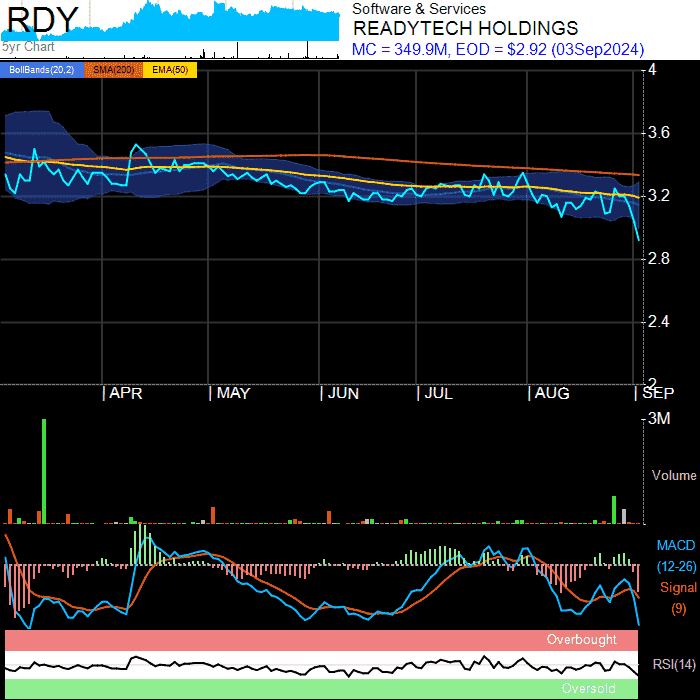 RDY
Software & Services
READYTECH HOLDINGS
5yr Chart
MC = 349.9M, EOD = $2.92 (03Sep2024)
BollBands(20,2) SMA(200) EMA(50)
4
3.6
3.2
2.8
2.4
2
APR MAY JUN JUL AUG SEP
3M
Volume
MACD
(12-26)
Signal
(9)
Overbought
RSI(14)
Oversold